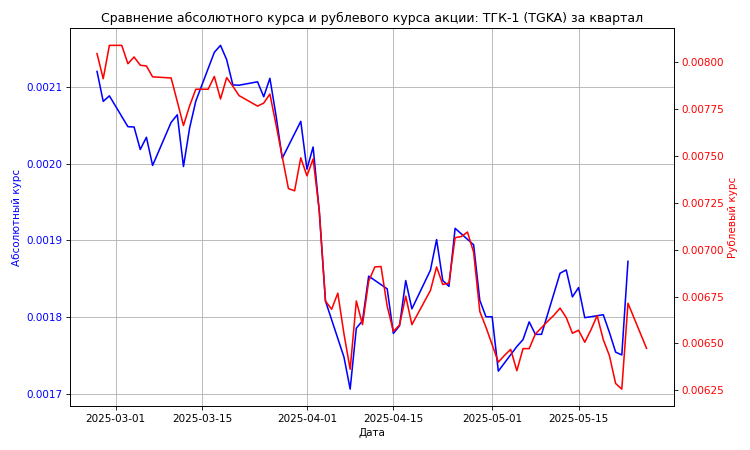 Сравнение абсолютного курса и рублевого курса акции: ТГК-1 (TGKA) за квартал
Абсолютный курс
0.0021
0.0020
0.0019
0.0018
0.0017
0.00800
0.00775
0.00750
0.00725
0.00700
0.00675
0.00650
0.00625
Рублевый курс
2025-03-01 2025-03-15 2025-04-01 2025-04-15 2025-05-01 2025-05-15
Дата